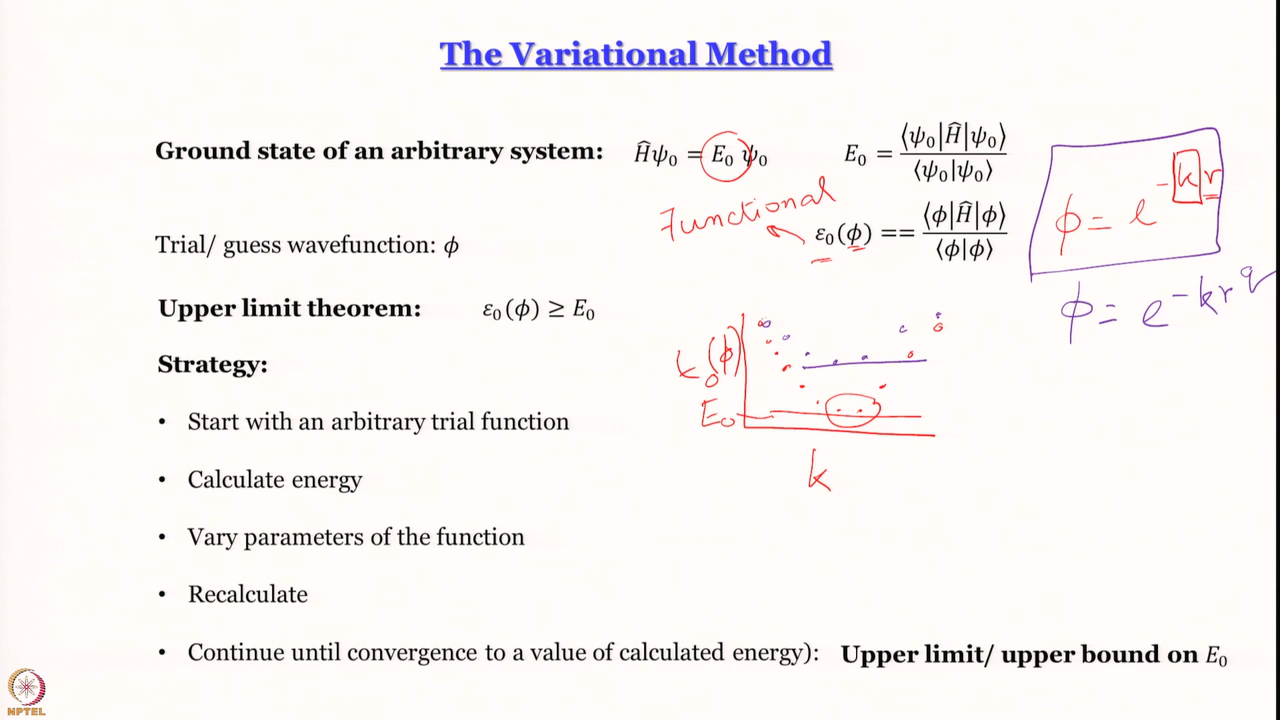 The Variational Method
Ground state of an arbitrary system: Ĥψ₀ = E₀ ψ₀ E₀ = ⟨ψ₀|Ĥ|ψ₀⟩ / ⟨ψ₀|ψ₀⟩
Functional
ϕ = e^{-kr}
Trial/ guess wavefunction: ϕ ε₀(ϕ) == ⟨ϕ|Ĥ|ϕ⟩ / ⟨ϕ|ϕ⟩
Upper limit theorem: ε₀(ϕ) ≥ E₀
ϕ = e^{-kr^q}
Strategy:
(ϕ)
E₀
k
• Start with an arbitrary trial function
• Calculate energy
• Vary parameters of the function
• Recalculate
• Continue until convergence to a value of calculated energy): Upper limit/ upper bound on E₀
NPTEL